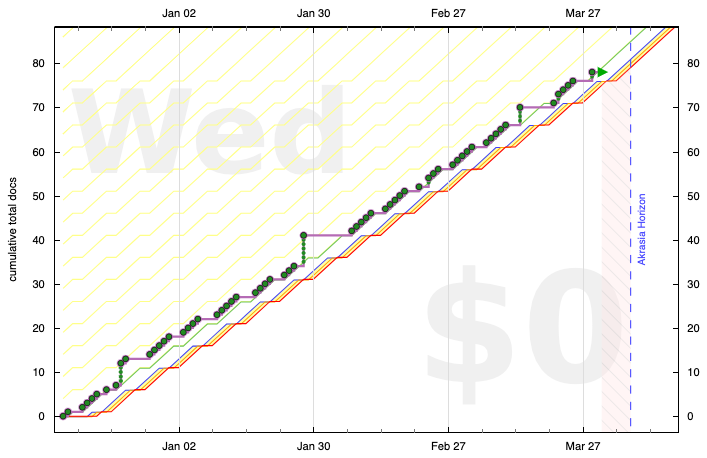 Jan 02 Jan 30 Feb 27 Mar 27
Wed
$0
cumulative total docs
80 80
70 70
60 60
50 50
40 40
30 30
20 20
10 10
0 0
Akrasia Horizon
Jan 02 Jan 30 Feb 27 Mar 27